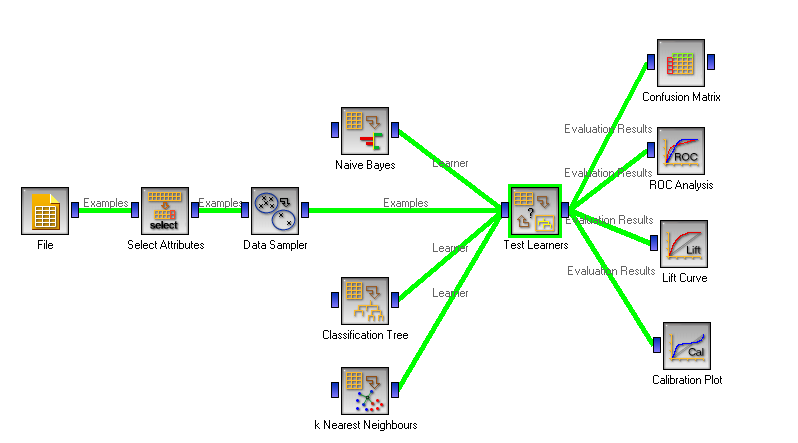 Confusion Matrix
Evaluation Results
ROC
ROC Analysis
Evaluation Results
Naive Bayes
Learner
Examples
Examples
Examples
select
?
File
Select Attributes
Data Sampler
Test Learners
Evaluation Results
Lift
Lift Curve
Learner
Evaluation Results
Learner
Classification Tree
Cal
Calibration Plot
k Nearest Neighbours